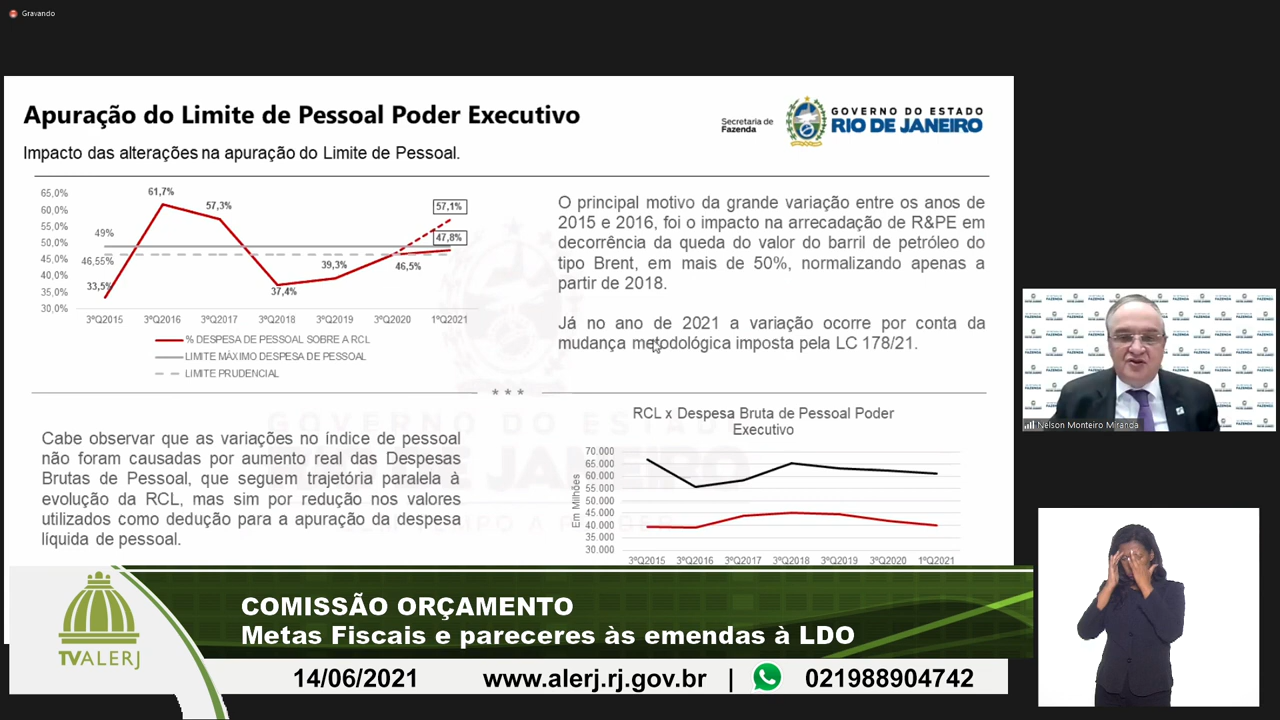 Gravando
Apuração do Limite de Pessoal Poder Executivo
Impacto das alterações na apuração do Limite de Pessoal.
Secretaria de
Fazenda
GOVERNO DO ESTADO
RIO DE JANEIRO
65,0%
60,0%
55,0%
50,0%
45,0%
40,0%
35,0%
30,0%
49%
46,55%
33,5%
61,7%
57,3%
37,4%
39,3%
46,5%
57,1%
47,8%
3ºQ2015 3ºQ2016 3ºQ2017 3ºQ2018 3ºQ2019 3ºQ2020 1ºQ2021
% DESPESA DE PESSOAL SOBRE A RCL
LIMITE MÁXIMO DESPESA DE PESSOAL
LIMITE PRUDENCIAL
O principal motivo da grande variação entre os anos de
2015 e 2016, foi o impacto na arrecadação de R&PE em
decorrência da queda do valor do barril de petróleo do
tipo Brent, em mais de 50%, normalizando apenas a
partir de 2018.
Já no ano de 2021 a variação ocorre por conta da
mudança metodológica imposta pela LC 178/21.
* * *
Cabe observar que as variações no índice de pessoal
não foram causadas por aumento real das Despesas
Brutas de Pessoal, que seguem trajetória paralela à
evolução da RCL, mas sim por redução nos valores
utilizados como dedução para a apuração da despesa
líquida de pessoal.
RCL x Despesa Bruta de Pessoal Poder
Executivo
Em Milhões
70.000
65.000
60.000
55.000
50.000
45.000
40.000
35.000
30.000
3ºQ2015 3ºQ2016 3ºQ2017 3ºQ2018 3ºQ2019 3ºQ2020 1ºQ2021
Nelson Monteiro Miranda
TVALERJ
COMISSÃO ORÇAMENTO
Metas Fiscais e pareceres às emendas à LDO
14/06/2021 www.alerj.rj.gov.br | 021988904742